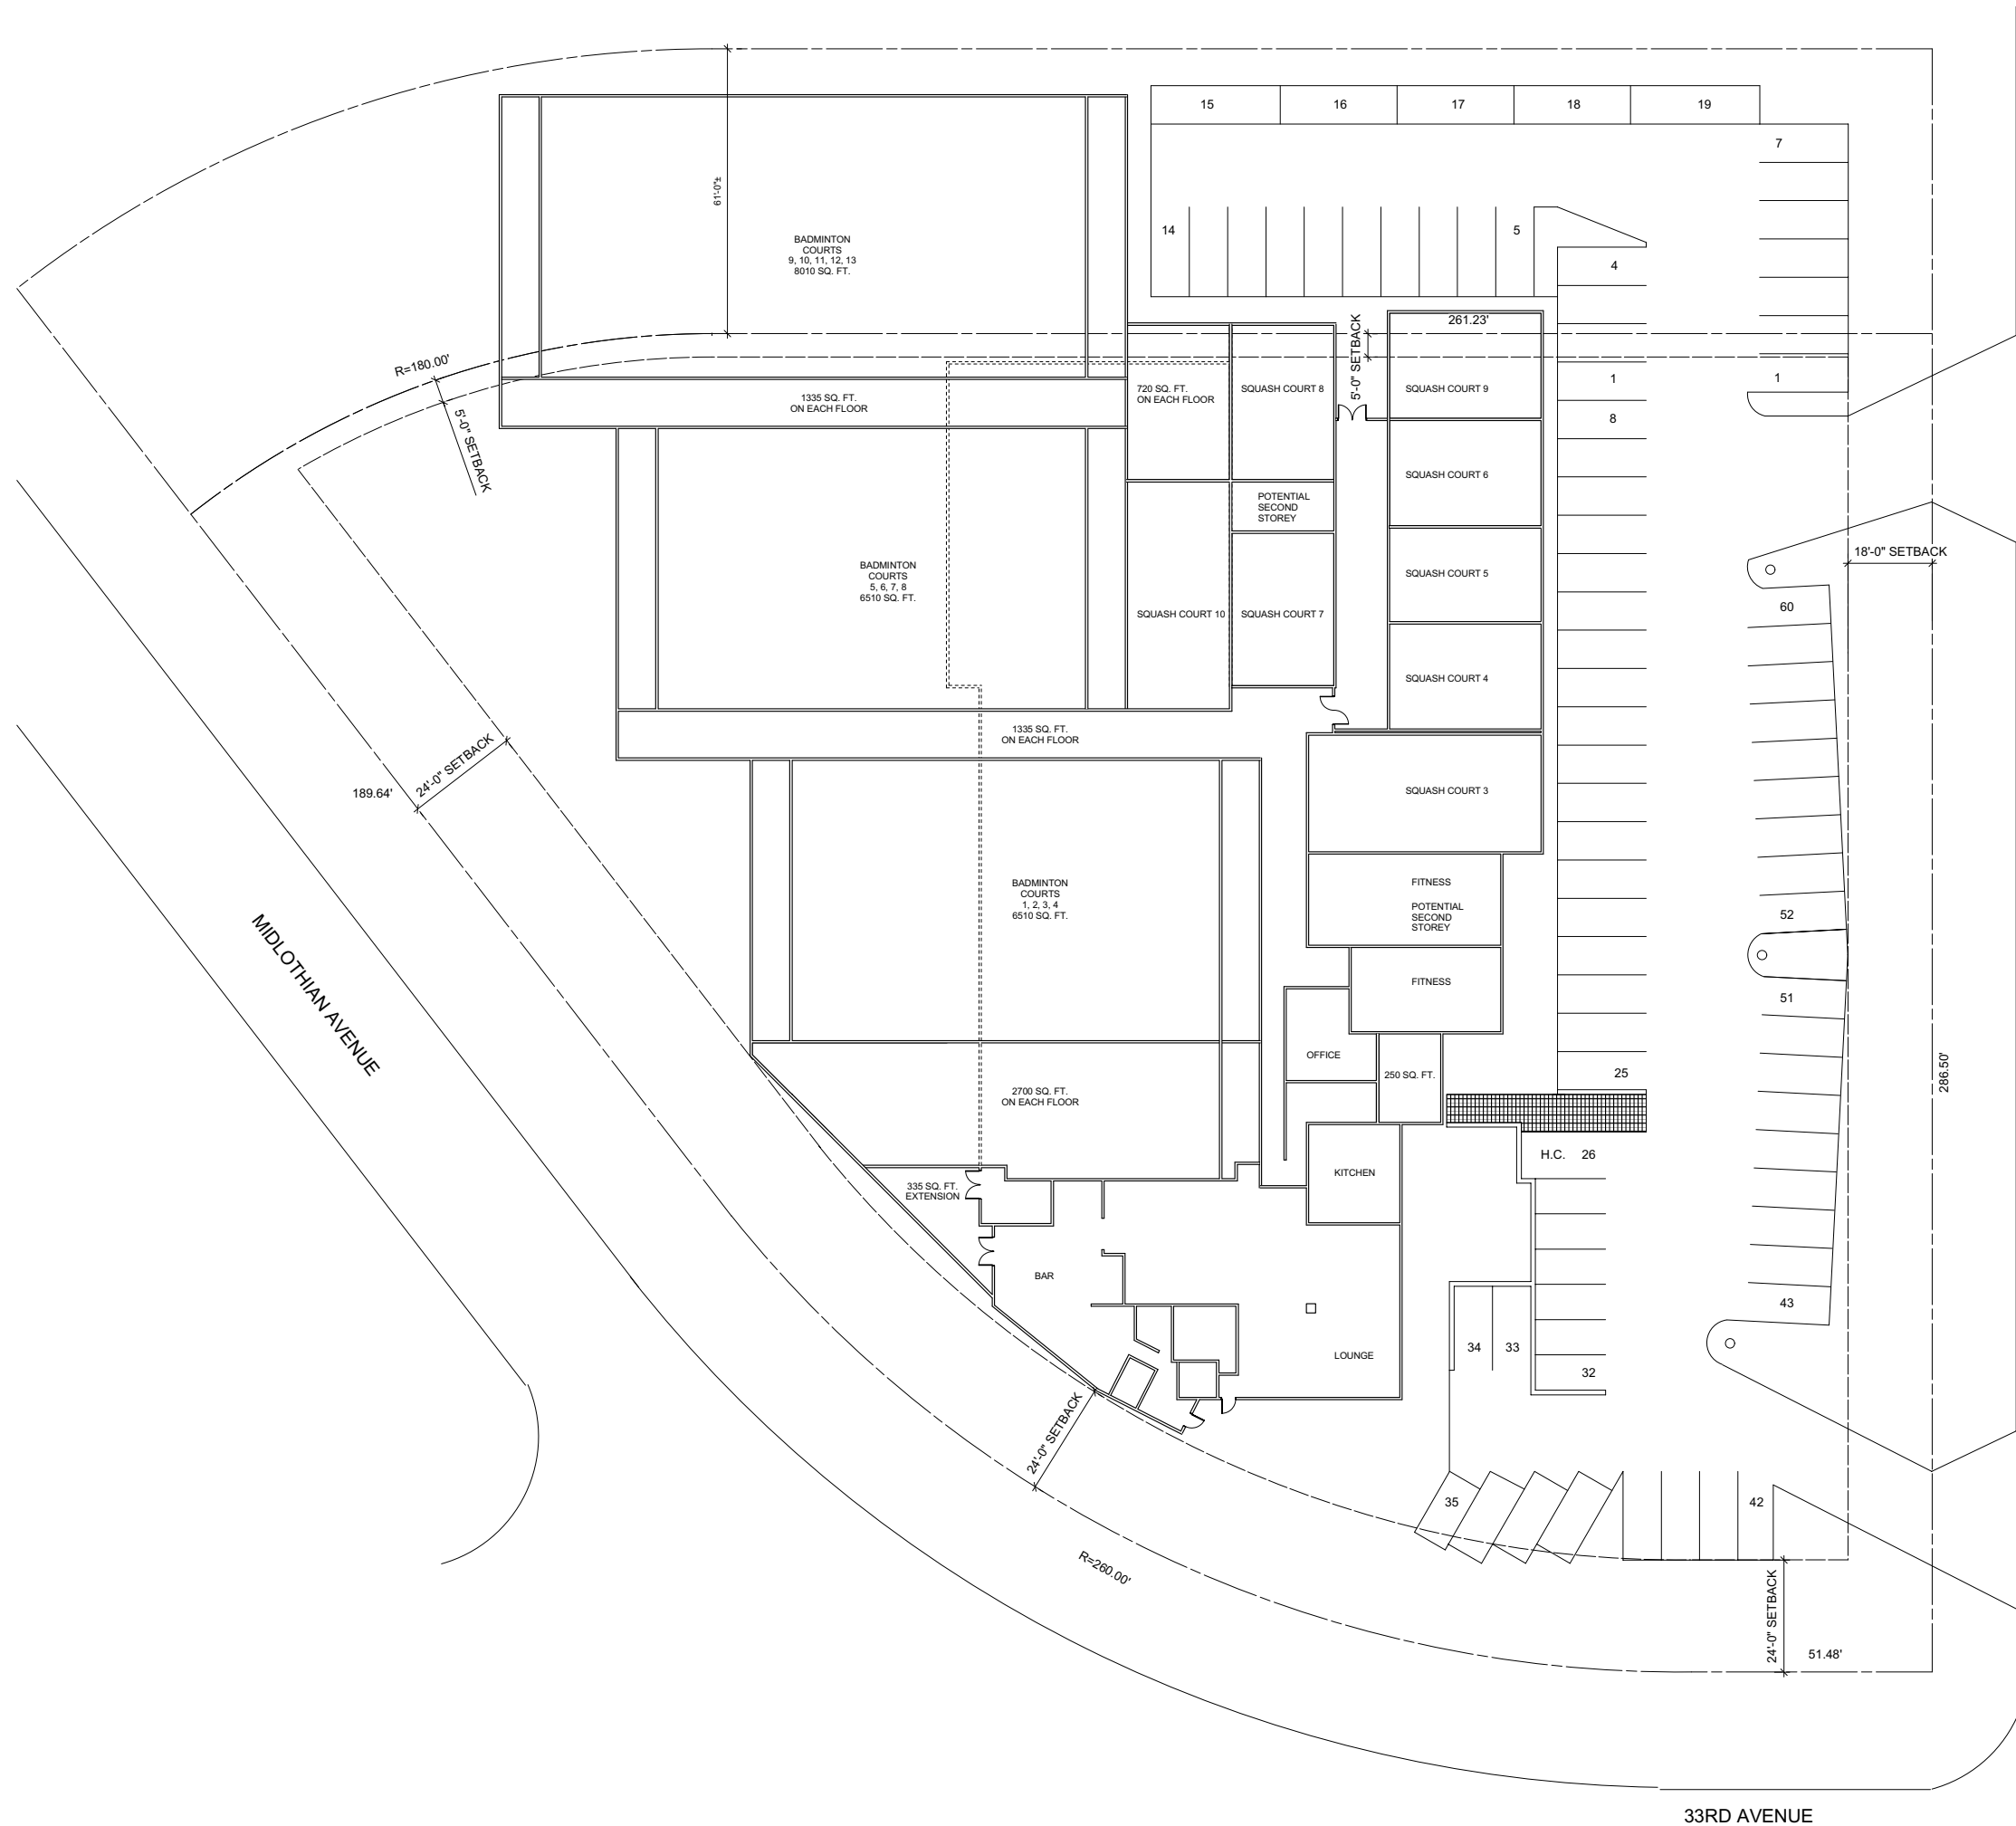 15
16
17
18
19
7
61'-0"±
14
5
BADMINTON
COURTS
9, 10, 11, 12, 13
8010 SQ. FT.
4
261.23'
5'-0" SETBACK
R=180.00'
5'-0" SETBACK
1335 SQ. FT.
ON EACH FLOOR
720 SQ. FT.
ON EACH FLOOR
SQUASH COURT 8
SQUASH COURT 9
1
1
8
SQUASH COURT 6
POTENTIAL
SECOND
STOREY
18'-0" SETBACK
BADMINTON
COURTS
5, 6, 7, 8
6510 SQ. FT.
SQUASH COURT 5
60
SQUASH COURT 10
SQUASH COURT 7
SQUASH COURT 4
1335 SQ. FT.
ON EACH FLOOR
24'-0" SETBACK
189.64'
SQUASH COURT 3
BADMINTON
COURTS
1, 2, 3, 4
6510 SQ. FT.
FITNESS
POTENTIAL
SECOND
STOREY
52
MIDLOTHIAN AVENUE
FITNESS
51
OFFICE
250 SQ. FT.
25
286.50'
2700 SQ. FT.
ON EACH FLOOR
H.C. 26
KITCHEN
335 SQ. FT.
EXTENSION
BAR
43
LOUNGE
34
33
32
24'-0" SETBACK
35
42
R=260.00'
24'-0" SETBACK
51.48'
33RD AVENUE